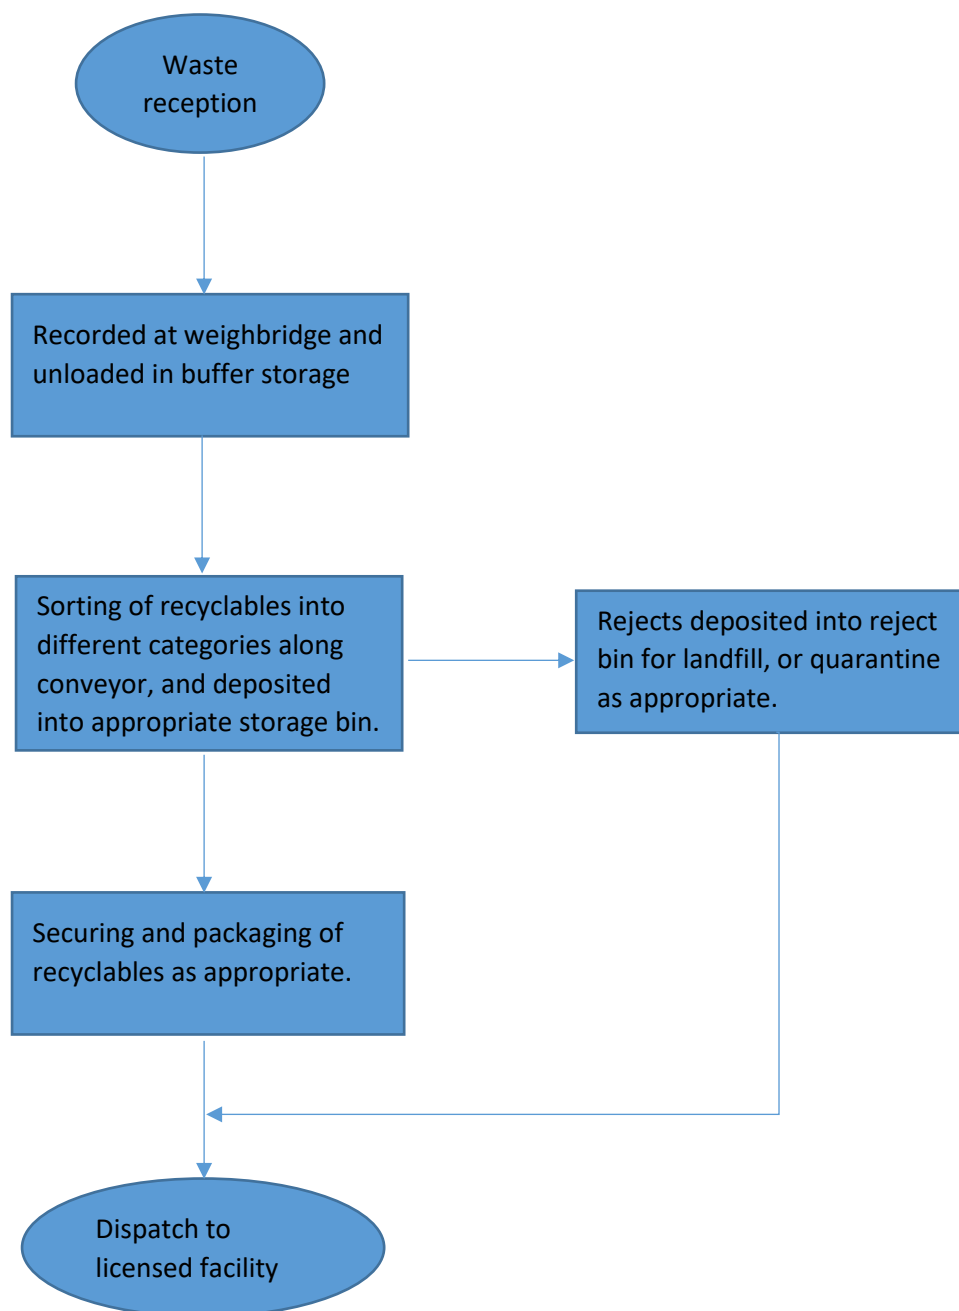 Waste
reception
Recorded at weighbridge and
unloaded in buffer storage
Sorting of recyclables into
different categories along
conveyor, and deposited
into appropriate storage bin.
Rejects deposited into reject
bin for landfill, or quarantine
as appropriate.
Securing and packaging of
recyclables as appropriate.
Dispatch to
licensed facility